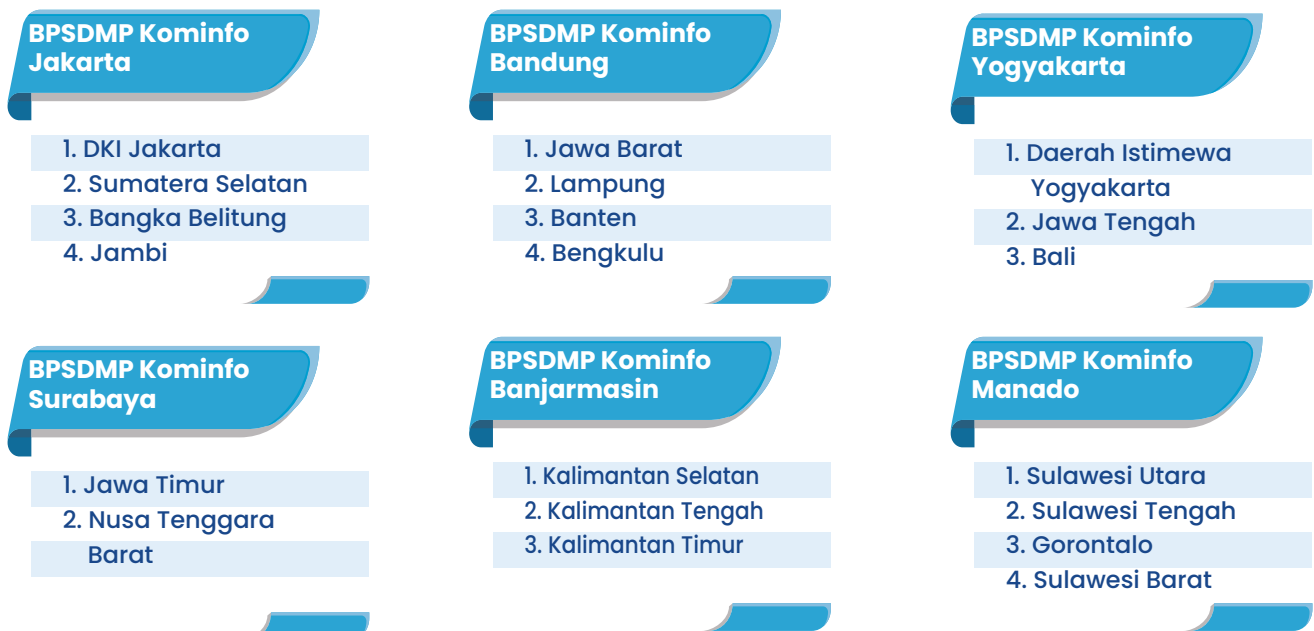 BPSDMP Kominfo
Jakarta
1. DKI Jakarta
2. Sumatera Selatan
3. Bangka Belitung
4. Jambi
BPSDMP Kominfo
Bandung
1. Jawa Barat
2. Lampung
3. Banten
4. Bengkulu
BPSDMP Kominfo
Yogyakarta
1. Daerah Istimewa
Yogyakarta
2. Jawa Tengah
3. Bali
BPSDMP Kominfo
Surabaya
1. Jawa Timur
2. Nusa Tenggara
Barat
BPSDMP Kominfo
Banjarmasin
1. Kalimantan Selatan
2. Kalimantan Tengah
3. Kalimantan Timur
BPSDMP Kominfo
Manado
1. Sulawesi Utara
2. Sulawesi Tengah
3. Gorontalo
4. Sulawesi Barat